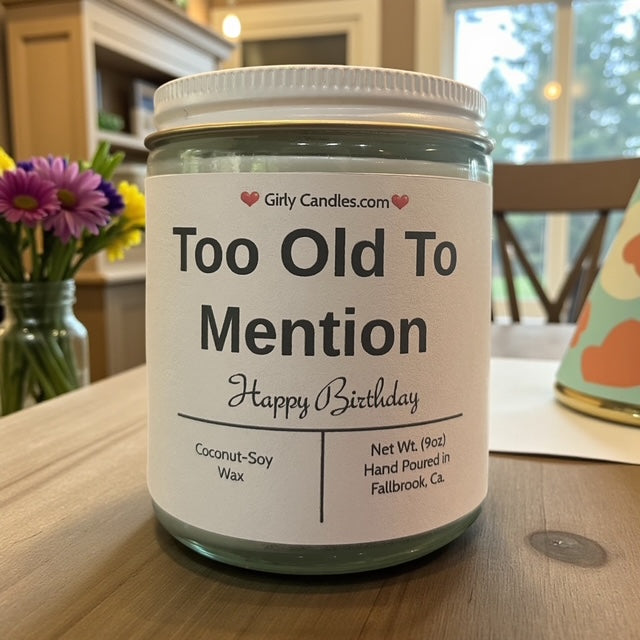 Girly Candles.com
Too Old To
Mention
Happy Birthday
Coconut-Soy
Wax
Net Wt. (9oz)
Hand Poured in
Fallbrook, Ca.